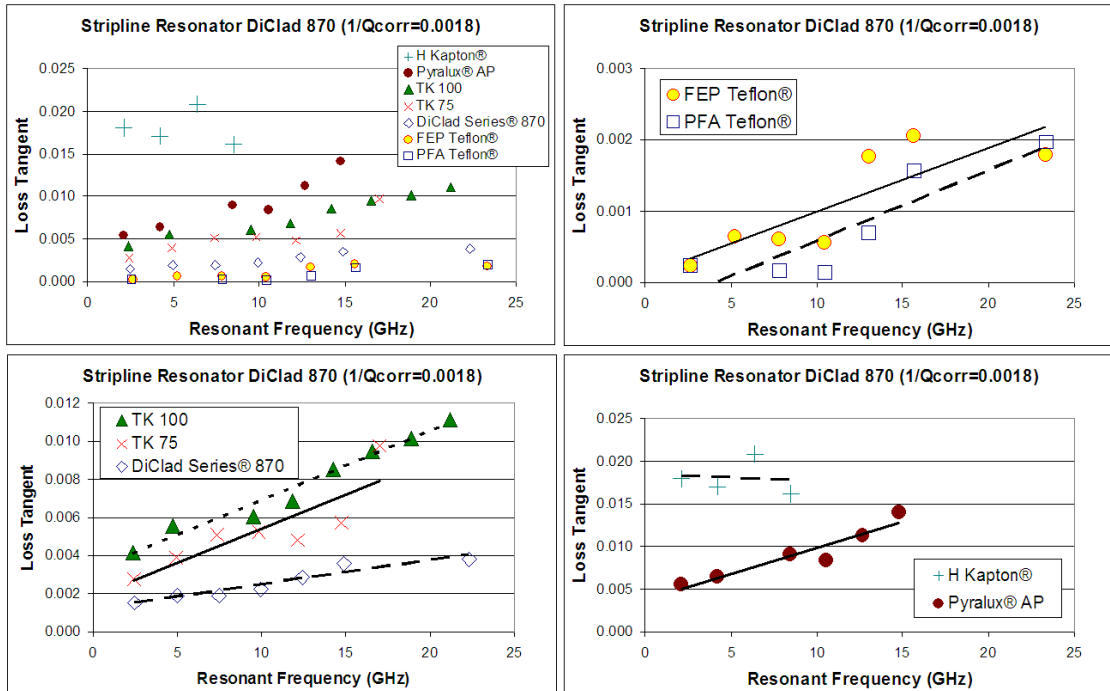 Stripline Resonator DiClad 870 (1/Qcorr=0.0018)
0.025
0.020
0.015
0.010
0.005
0.000
Loss Tangent
H Kapton®
Pyralux® AP
TK 100
TK 75
DiClad Series® 870
FEP Teflon®
PFA Teflon®
0 5 10 15 20 25
Resonant Frequency (GHz)
Stripline Resonator DiClad 870 (1/Qcorr=0.0018)
0.003
0.002
0.001
0.000
Loss Tangent
FEP Teflon®
PFA Teflon®
0 5 10 15 20 25
Resonant Frequency (GHz)
Stripline Resonator DiClad 870 (1/Qcorr=0.0018)
0.012
0.010
0.008
0.006
0.004
0.002
0.000
Loss Tangent
TK 100
TK 75
DiClad Series® 870
0 5 10 15 20 25
Resonant Frequency (GHz)
Stripline Resonator DiClad 870 (1/Qcorr=0.0018)
0.025
0.020
0.015
0.010
0.005
0.000
Loss Tangent
H Kapton®
Pyralux® AP
0 5 10 15 20 25
Resonant Frequency (GHz)